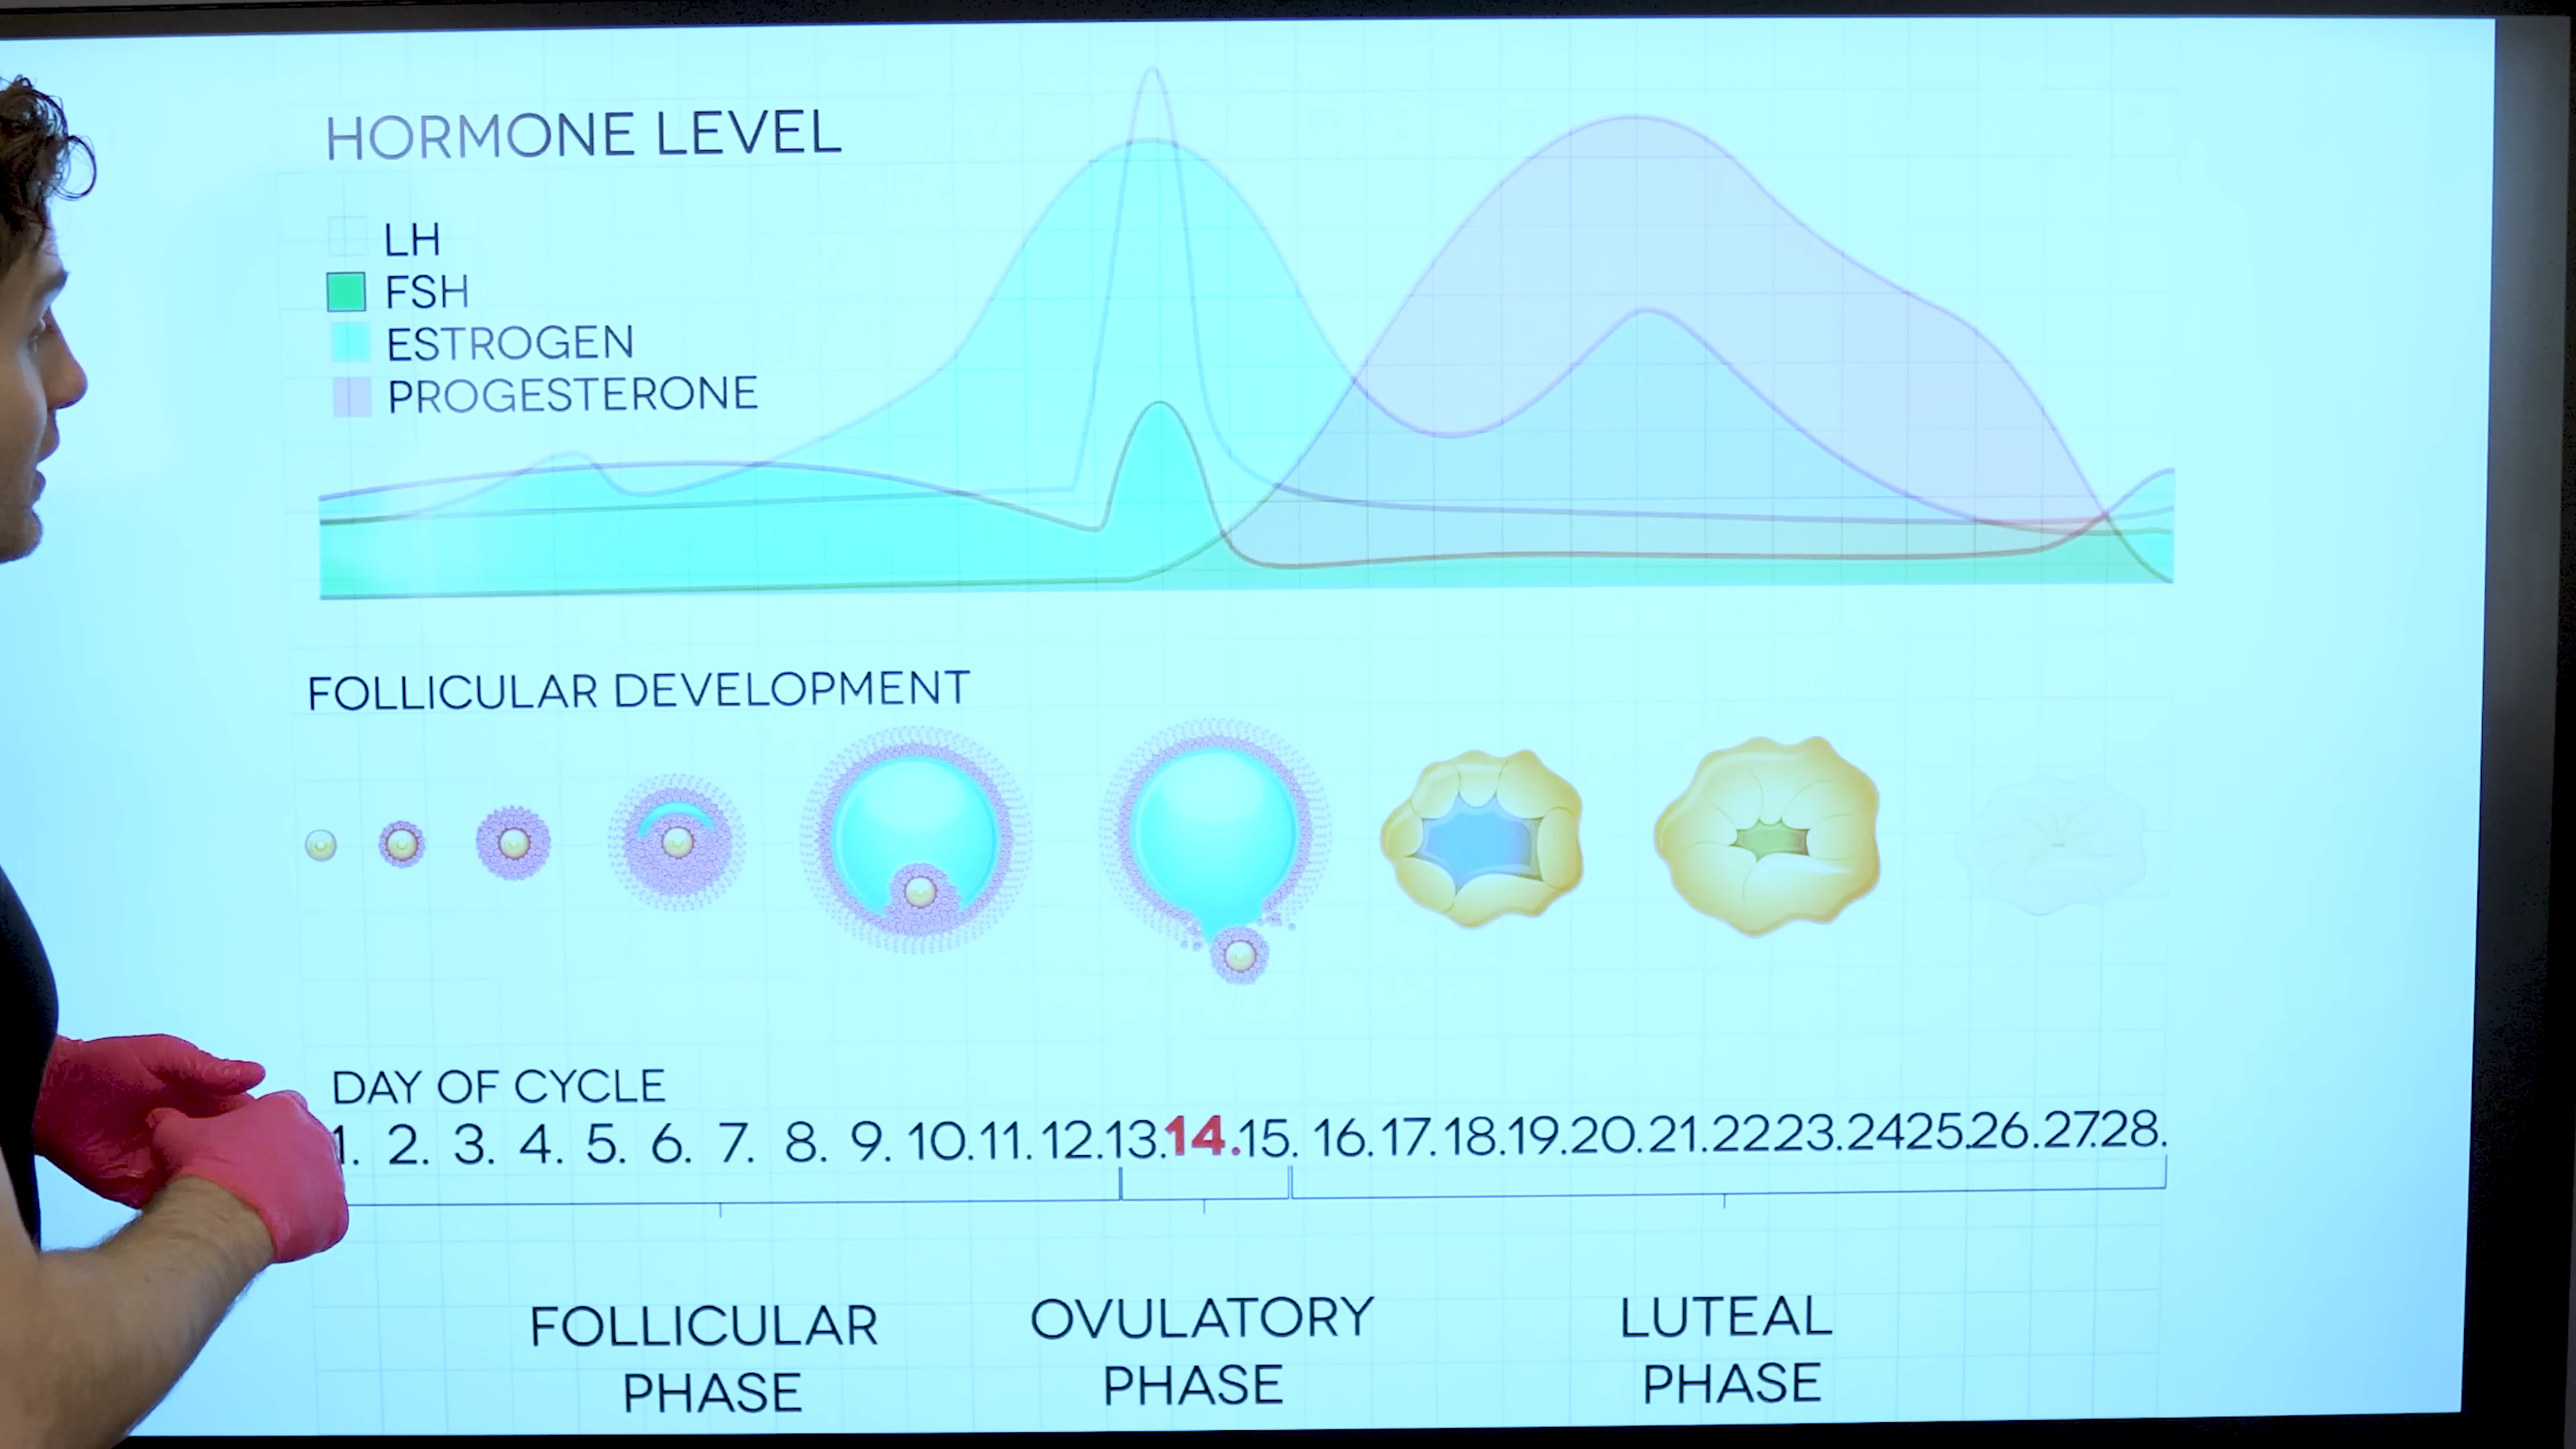 HORMONE LEVEL
LH
FSH
ESTROGEN
PROGESTERONE
FOLLICULAR DEVELOPMENT
DAY OF CYCLE
1. 2. 3. 4. 5. 6. 7. 8. 9. 10. 11. 12. 13. 14. 15. 16. 17. 18. 19. 20. 21. 22 23. 24 25. 26. 27. 28.
FOLLICULAR
PHASE
OVULATORY
PHASE
LUTEAL
PHASE